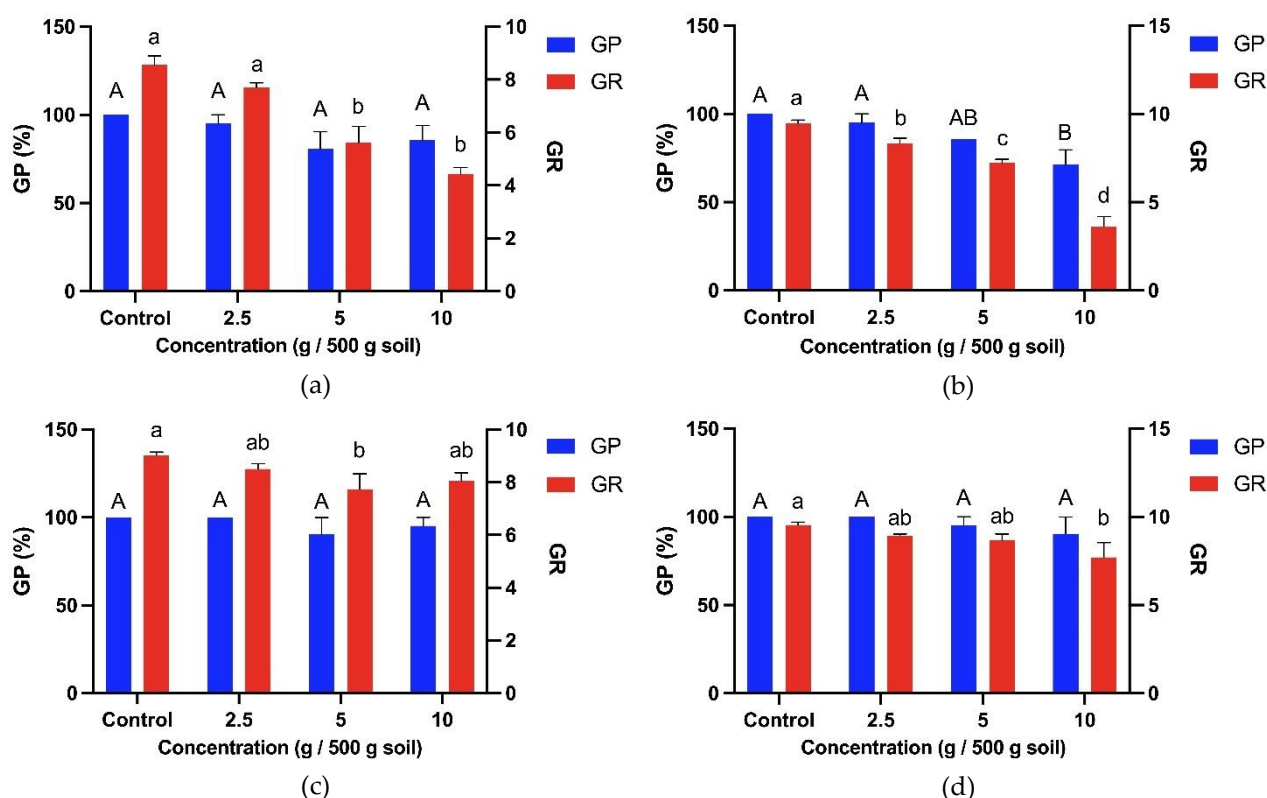 150
100
50
0
GP (%)
10
8
6
4
2
0
GR
GP
GR
A a A a A b A b
Control 2.5 5 10
Concentration (g / 500 g soil)
(a)
150
100
50
0
GP (%)
15
10
5
0
GR
GP
GR
A a A b AB c B d
Control 2.5 5 10
Concentration (g / 500 g soil)
(b)
150
100
50
0
GP (%)
10
8
6
4
2
0
GR
GP
GR
A a A ab A b A ab
Control 2.5 5 10
Concentration (g / 500 g soil)
(c)
150
100
50
0
GP (%)
15
10
5
0
GR
GP
GR
A a A ab A ab A b
Control 2.5 5 10
Concentration (g / 500 g soil)
(d)